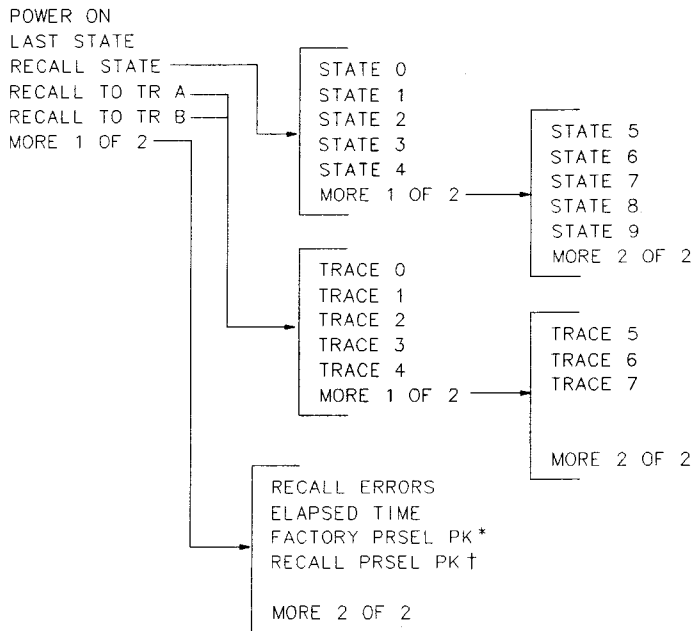 POWER ON
LAST STATE
RECALL STATE
RECALL TO TR A
RECALL TO TR B
MORE 1 OF 2
STATE 0
STATE 1
STATE 2
STATE 3
STATE 4
MORE 1 OF 2
STATE 5
STATE 6
STATE 7
STATE 8
STATE 9
MORE 2 OF 2
TRACE 0
TRACE 1
TRACE 2
TRACE 3
TRACE 4
MORE 1 OF 2
TRACE 5
TRACE 6
TRACE 7
MORE 2 OF 2
RECALL ERRORS
ELAPSED TIME
FACTORY PRSEL PK*
RECALL PRSEL PK†
MORE 2 OF 2